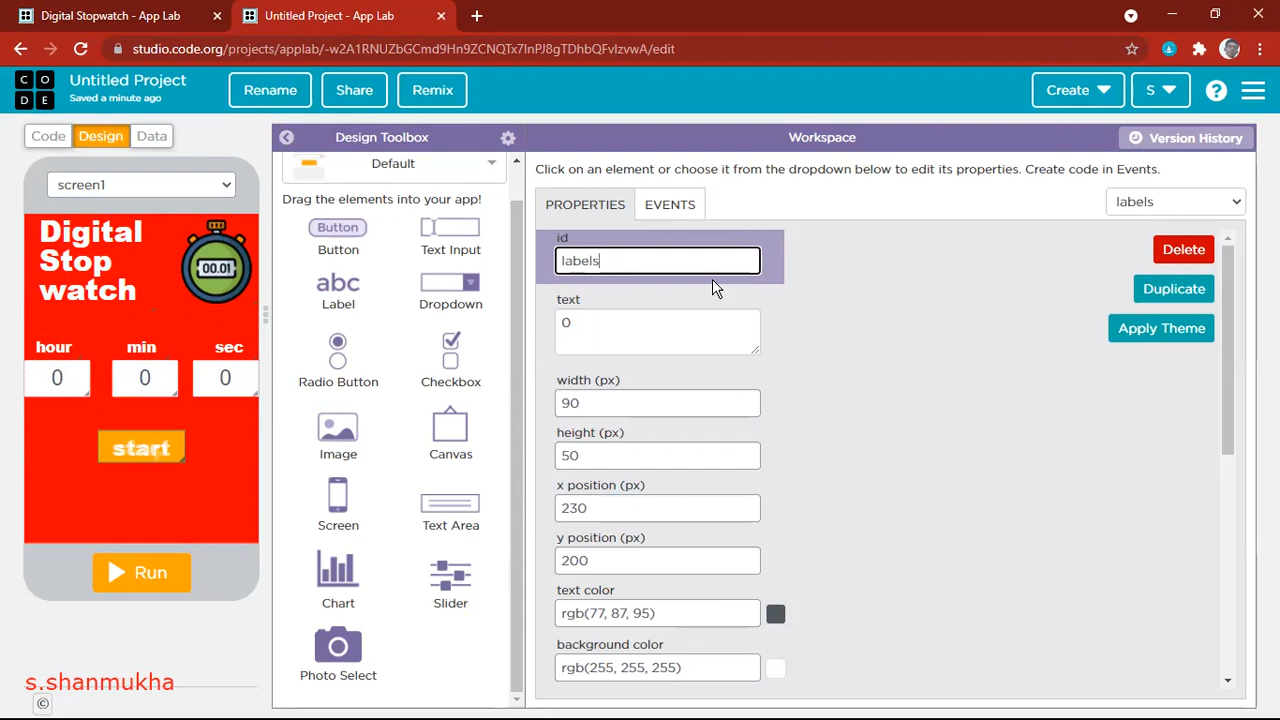 Digital Stopwatch - App Lab
Untitled Project - App Lab
studio.code.org/projects/applab/-w2A1RNUZbGCmd9Hn9ZCNQTx7InPJ8gTDhbQFvIzvwA/edit
C O
D E
Untitled Project
Saved a minute ago
Rename
Share
Remix
Create
S
?
Code
Design
Data
Design Toolbox
Workspace
Version History
screen1
Default
Click on an element or choose it from the dropdown below to edit its properties. Create code in Events.
Drag the elements into your app!
PROPERTIES
EVENTS
labels
Digital
Stop
watch
00.01
hour
min
sec
0
0
0
start
Run
Button
Button
Text Input
abc
Label
Dropdown
Radio Button
Checkbox
Image
Canvas
Screen
Text Area
Chart
Slider
Photo Select
id
labels
Delete
text
0
Duplicate
Apply Theme
width (px)
90
height (px)
50
x position (px)
230
y position (px)
200
text color
rgb(77, 87, 95)
background color
rgb(255, 255, 255)
s.shanmukha
©